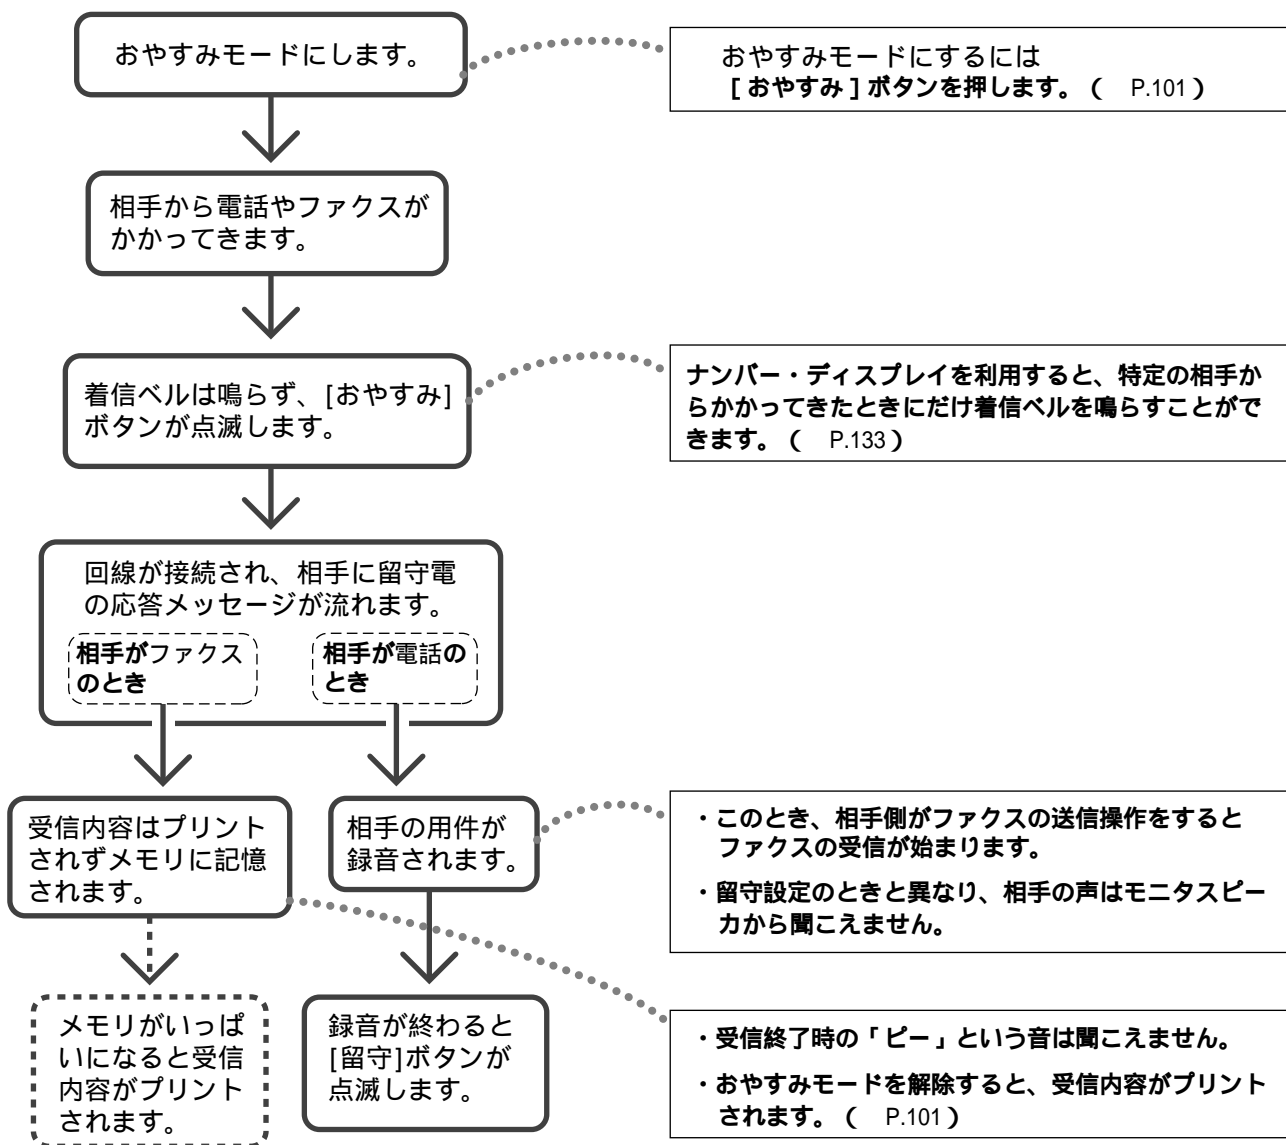 おやすみモードにします。
おやすみモードにするには
[おやすみ]ボタンを押します。( P.101)
相手から電話やファクスが
かかってきます。
着信ベルは鳴らず、[おやすみ]
ボタンが点滅します。
ナンバー・ディスプレイを利用すると、特定の相手か
らかかってきたときにだけ着信ベルを鳴らすことがで
きます。( P.133)
回線が接続され、相手に留守電
の応答メッセージが流れます。
相手がファクス
のとき
相手が電話の
とき
受信内容はプリント
されずメモリに記憶
されます。
相手の用件が
録音されます。
・このとき、相手側がファクスの送信操作をすると
ファクスの受信が始まります。
・留守設定のときと異なり、相手の声はモニタスピー
カから聞こえません。
メモリがいっぱ
いになると受信
内容がプリント
されます。
録音が終わると
[留守]ボタンが
点滅します。
・受信終了時の「ピー」という音は聞こえません。
・おやすみモードを解除すると、受信内容がプリント
されます。( P.101)